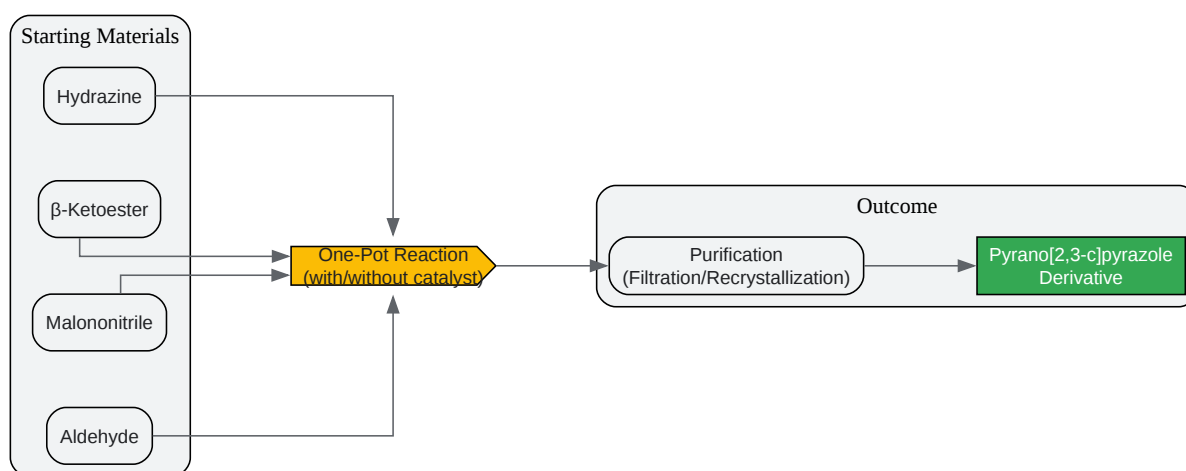 Starting Materials
Hydrazine
β-Ketoester
Malononitrile
Aldehyde
One-Pot Reaction
(with/without catalyst)
Outcome
Purification
(Filtration/Recrystallization)
Pyrano[2,3-c]pyrazole
Derivative